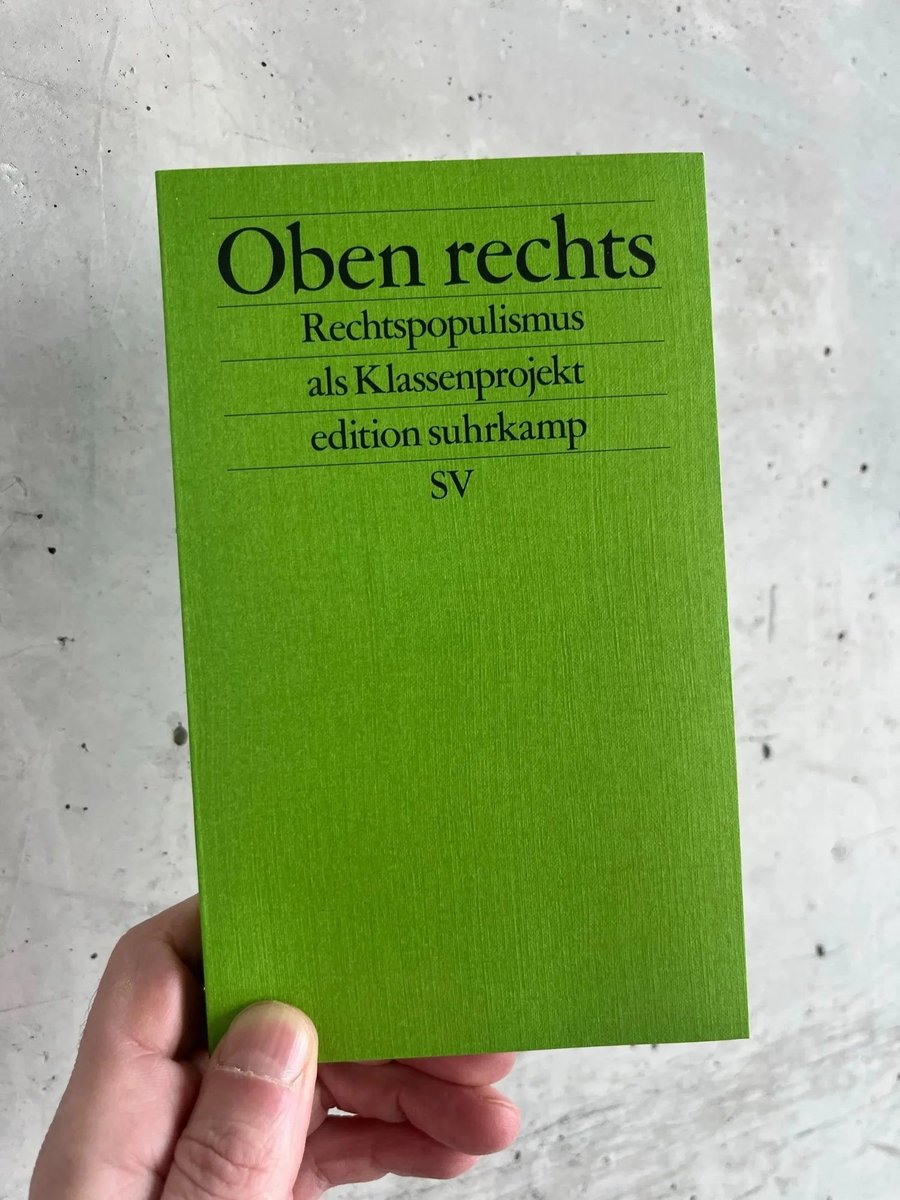 Oben rechts
Rechtspopulismus
als Klassenprojekt
edition suhrkamp
SV